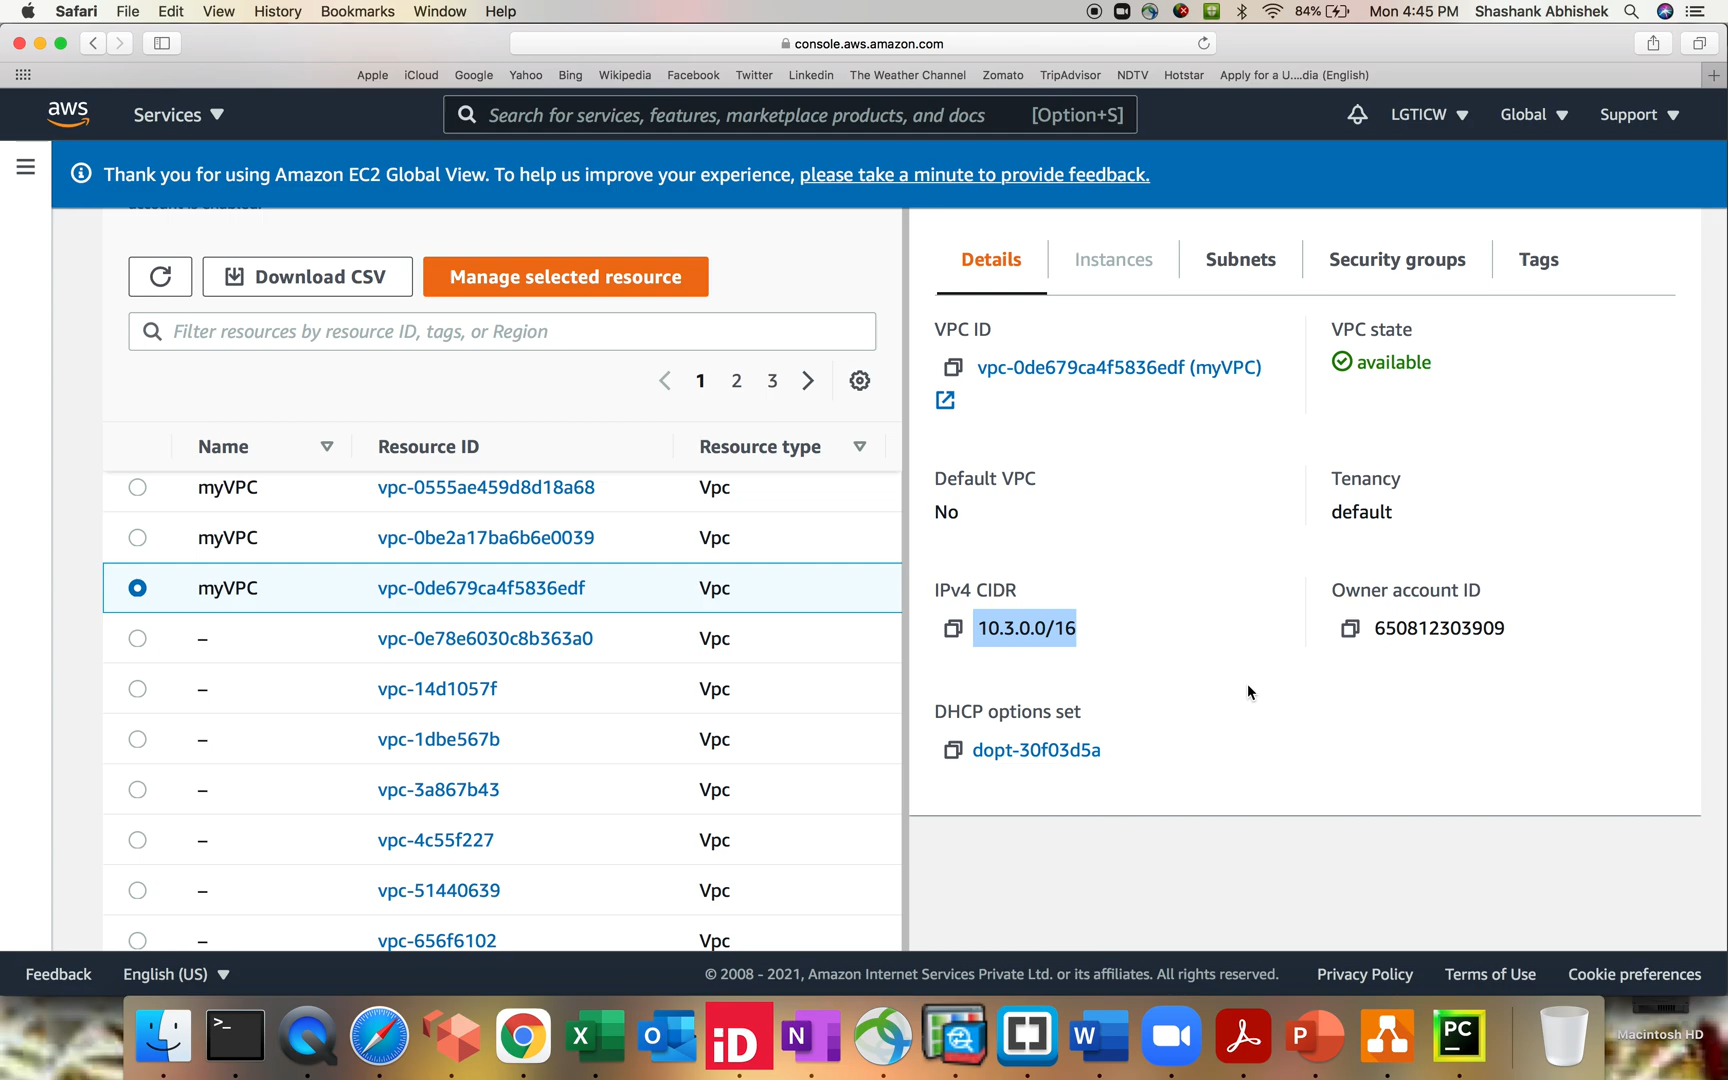 Safari File Edit View History Bookmarks Window Help 84% Mon 4:45 PM Shashank Abhishek
console.aws.amazon.com
Apple iCloud Google Yahoo Bing Wikipedia Facebook Twitter Linkedin The Weather Channel Zomato TripAdvisor NDTV Hotstar Apply for a U....dia (English)
aws Services Search for services, features, marketplace products, and docs [Option+S] LGTICW Global Support
Thank you for using Amazon EC2 Global View. To help us improve your experience, please take a minute to provide feedback.
account is enabled.
Download CSV Manage selected resource
Filter resources by resource ID, tags, or Region
1 2 3
Name Resource ID Resource type
myVPC vpc-0555ae459d8d18a68 Vpc
myVPC vpc-0be2a17ba6b6e0039 Vpc
myVPC vpc-0de679ca4f5836edf Vpc
– vpc-0e78e6030c8b363a0 Vpc
– vpc-14d1057f Vpc
– vpc-1dbe567b Vpc
– vpc-3a867b43 Vpc
– vpc-4c55f227 Vpc
– vpc-51440639 Vpc
– vpc-656f6102 Vpc
Details Instances Subnets Security groups Tags
VPC ID
vpc-0de679ca4f5836edf (myVPC)
VPC state
available
Default VPC
No
Tenancy
default
IPv4 CIDR
10.3.0.0/16
Owner account ID
650812303909
DHCP options set
dopt-30f03d5a
Feedback English (US) © 2008 - 2021, Amazon Internet Services Private Ltd. or its affiliates. All rights reserved. Privacy Policy Terms of Use Cookie preferences
>_ X O iD N W P PC
Macintosh HD